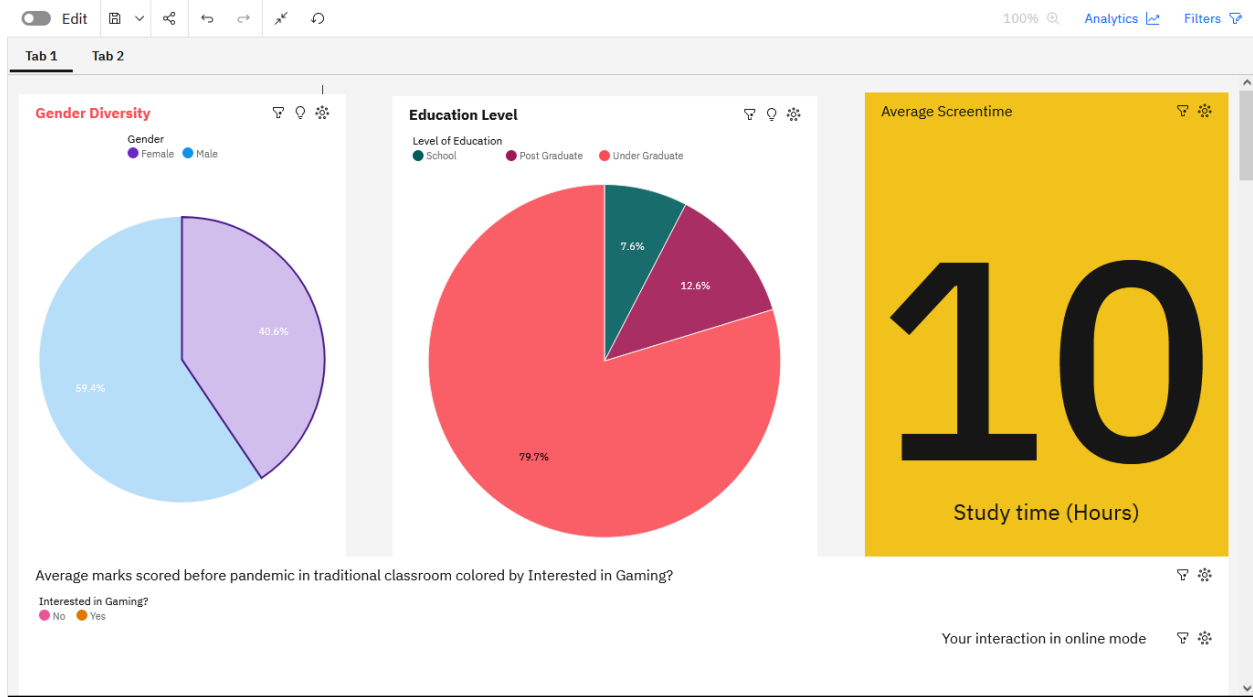 Edit
100%
Analytics
Filters
Tab 1
Tab 2
Gender Diversity
Gender
Female
Male
40.6%
59.4%
Education Level
Level of Education
School
Post Graduate
Under Graduate
7.6%
12.6%
79.7%
Average Screentime
10
Study time (Hours)
Average marks scored before pandemic in traditional classroom colored by Interested in Gaming?
Interested in Gaming?
No
Yes
Your interaction in online mode